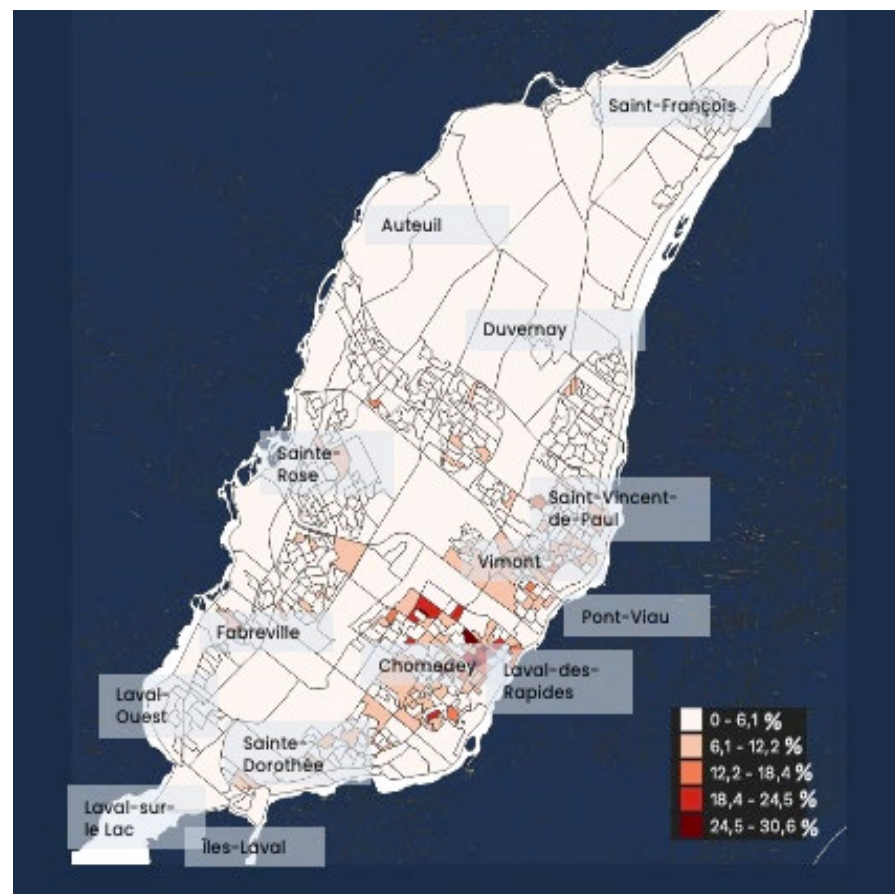 Saint-François
Auteuil
Duvernay
Sainte-
Rose
Saint-Vincent-
de-Paul
Vimont
Pont-Viau
Fabreville
Chomedey
Laval-des-
Rapides
Laval-
Ouest
Sainte-
Dorothée
Laval-sur-
le Lac
Îles-Laval
0 - 6,1 %
6,1 - 12,2 %
12,2 - 18,4 %
18,4 - 24,5 %
24,5 - 30,6 %